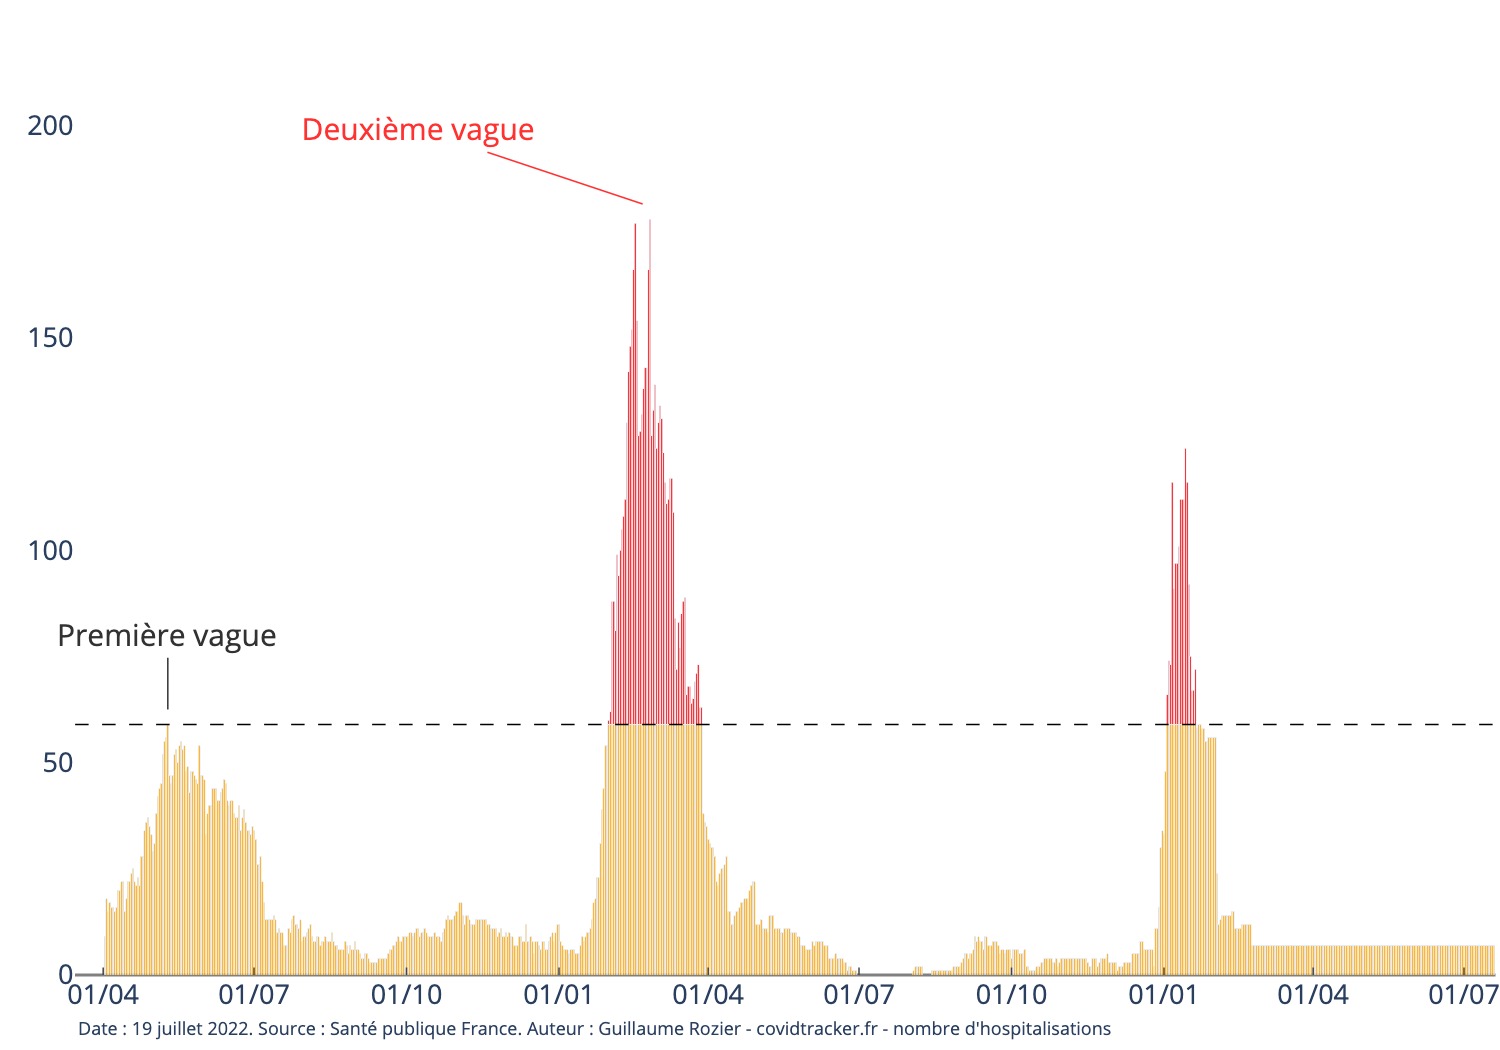 200
Deuxième vague
150
100
Première vague
50
0
01/04 01/07 01/10 01/01 01/04 01/07 01/10 01/01 01/04 01/07
Date : 19 juillet 2022. Source : Santé publique France. Auteur : Guillaume Rozier - covidtracker.fr - nombre d'hospitalisations